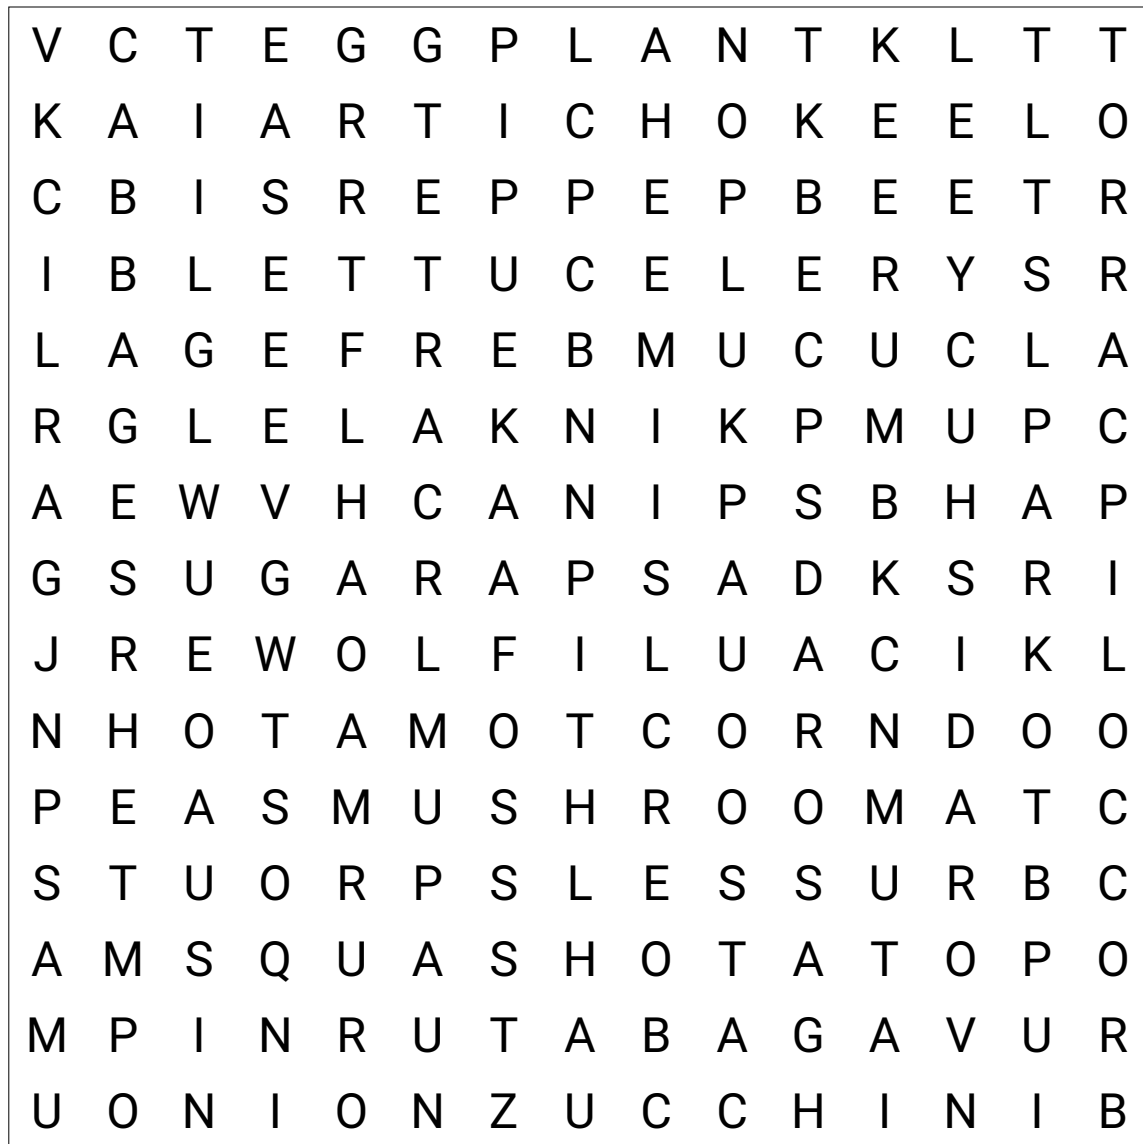 V C T E G G P L A N T K L T T
K A I A R T I C H O K E E L O
C B I S R E P P E P B E E T R
I B L E T T U C E L E R Y S R
L A G E F R E B M U C U C L A
R G L E L A K N I K P M U P C
A E W V H C A N I P S B H A P
G S U G A R A P S A D K S R I
J R E W O L F I L U A C I K L
N H O T A M O T C O R N D O O
P E A S M U S H R O O M A T C
S T U O R P S L E S S U R B C
A M S Q U A S H O T A T O P O
M P I N R U T A B A G A V U R
U O N I O N Z U C C H I N I B